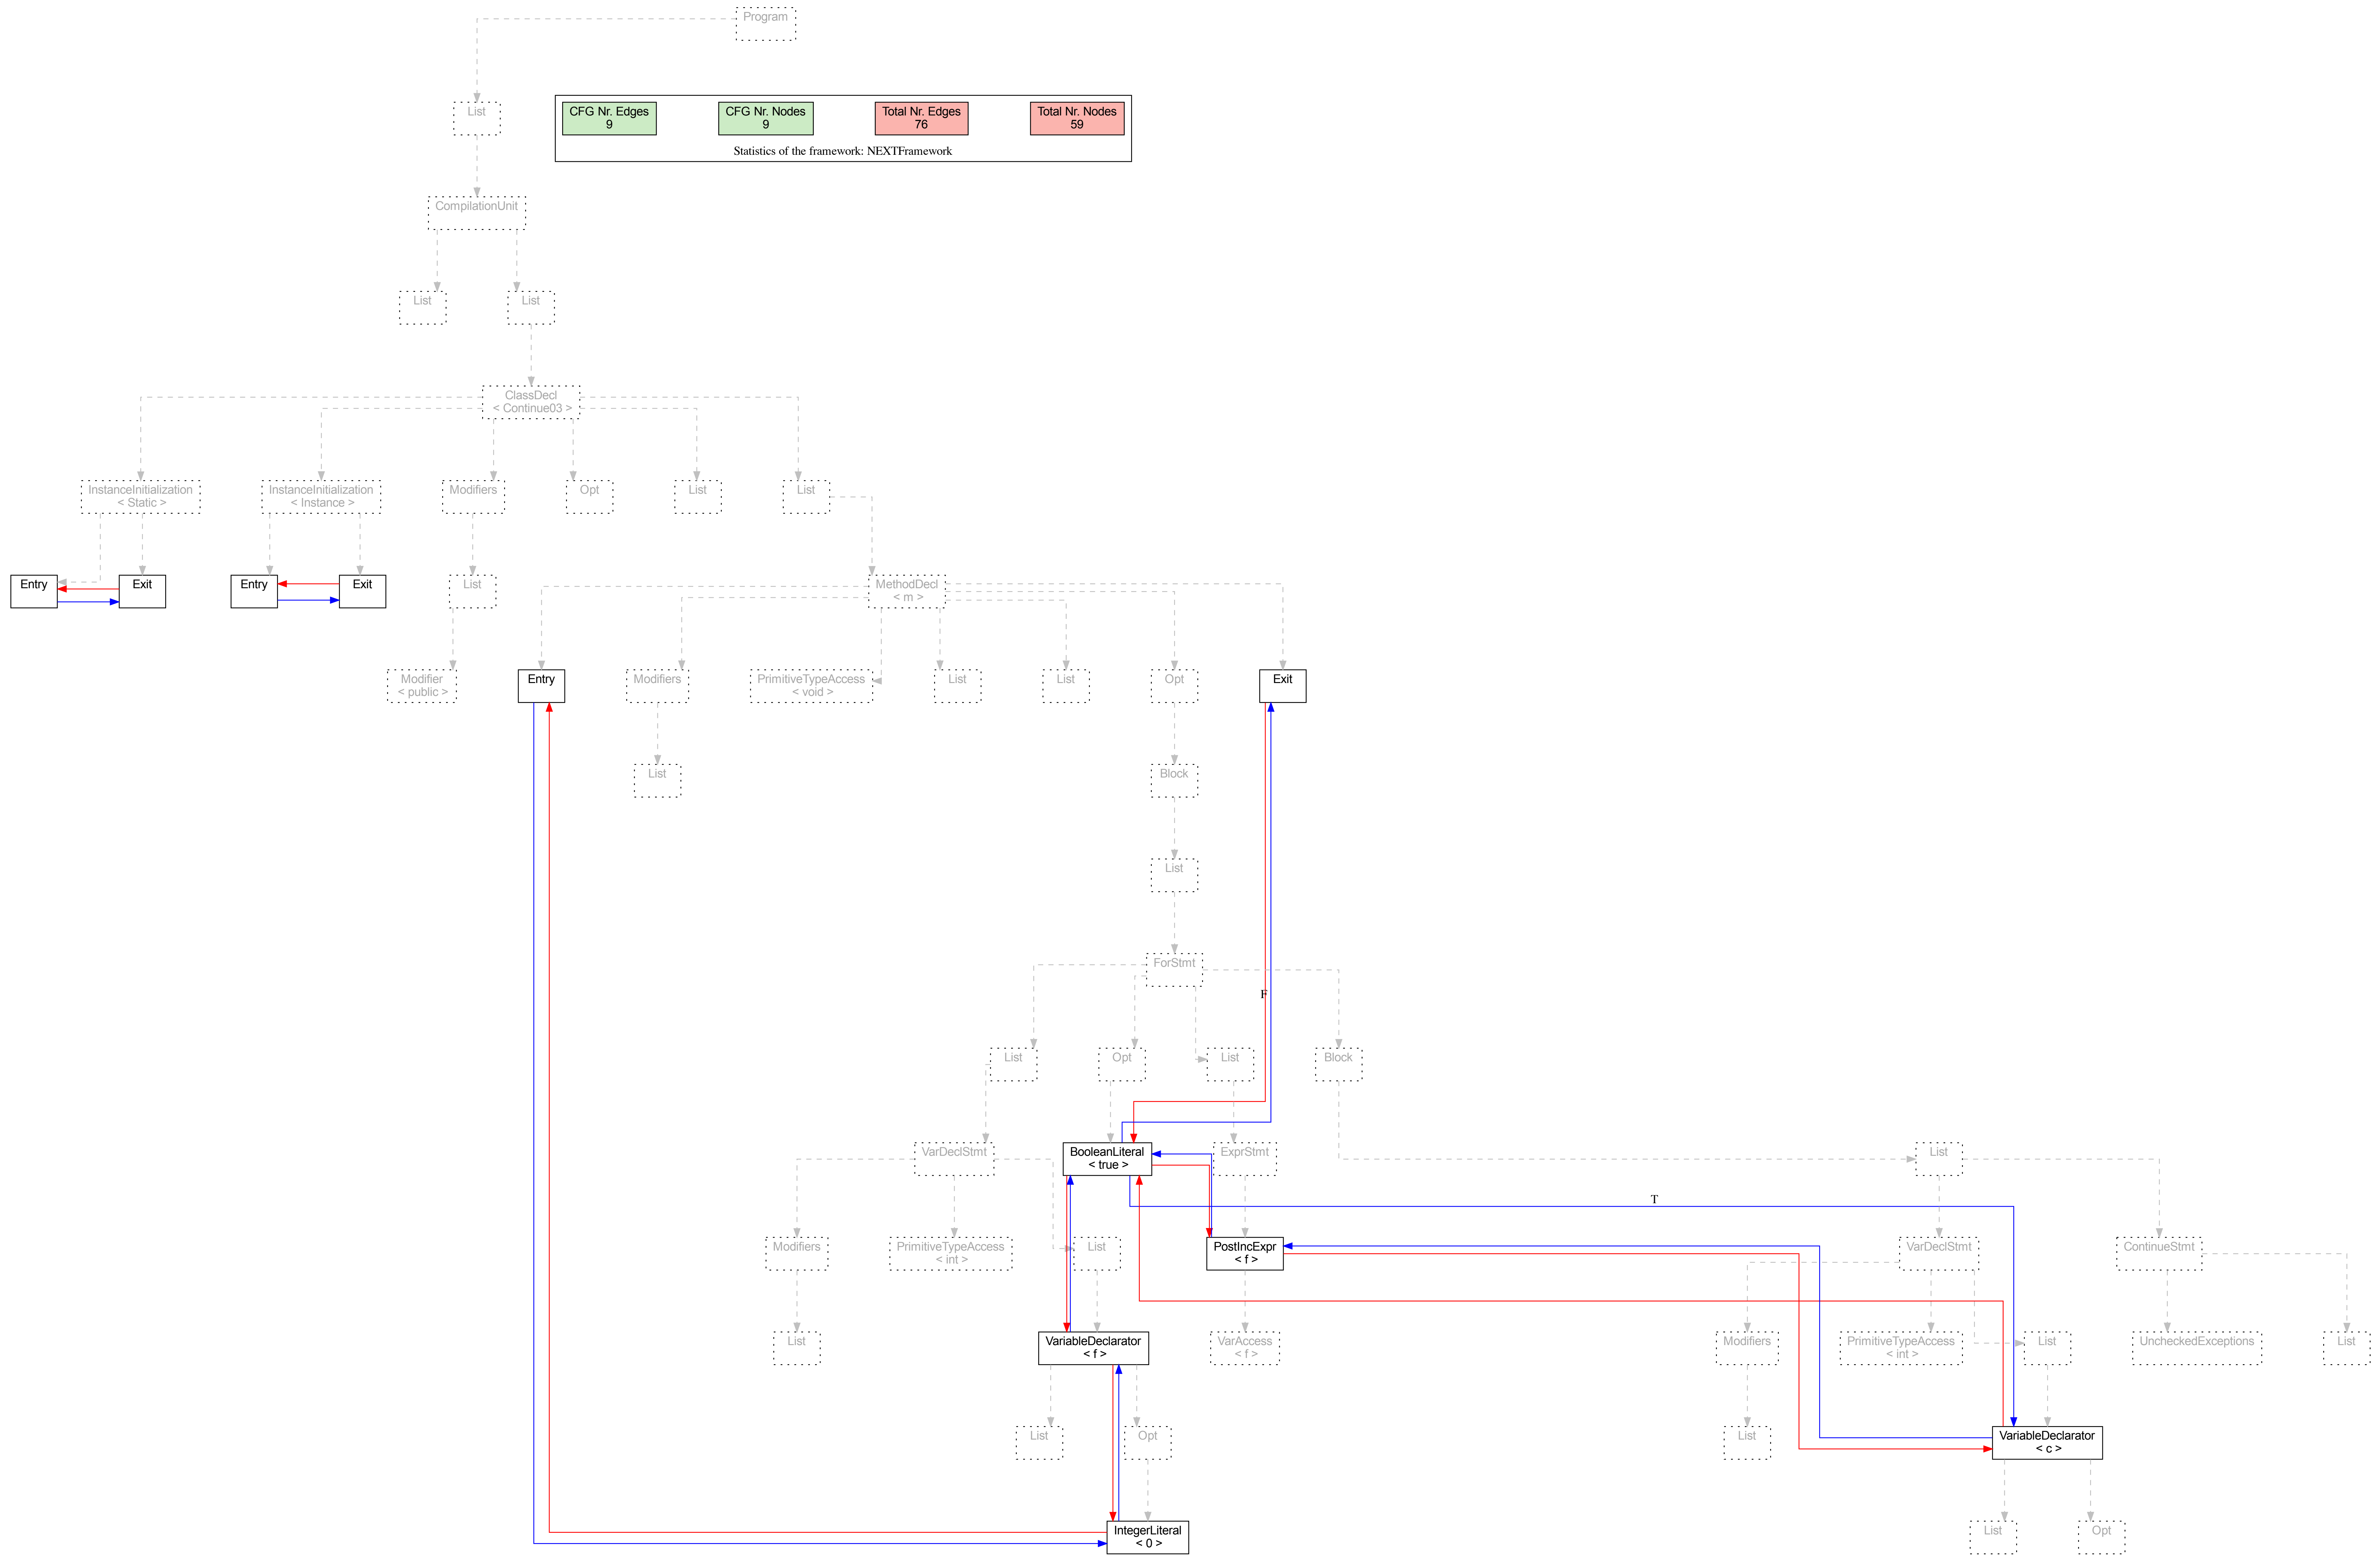 Program
List
CFG Nr. Edges
9
CFG Nr. Nodes
9
Total Nr. Edges
76
Total Nr. Nodes
59
Statistics of the framework: NEXTFramework
CompilationUnit
List
List
ClassDecl
< Continue03 >
InstanceInitialization
< Static >
InstanceInitialization
< Instance >
Modifiers
Opt
List
List
Entry
Exit
Entry
Exit
List
MethodDecl
< m >
Modifier
< public >
Entry
Modifiers
PrimitiveTypeAccess
< void >
List
List
Opt
Exit
List
Block
List
ForStmt
F
List
Opt
List
Block
VarDeclStmt
BooleanLiteral
< true >
ExprStmt
List
T
Modifiers
PrimitiveTypeAccess
< int >
List
PostIncExpr
< f >
VarDeclStmt
ContinueStmt
List
VariableDeclarator
< f >
VarAccess
< f >
Modifiers
PrimitiveTypeAccess
< int >
List
UncheckedExceptions
List
List
Opt
List
VariableDeclarator
< c >
IntegerLiteral
< 0 >
List
Opt